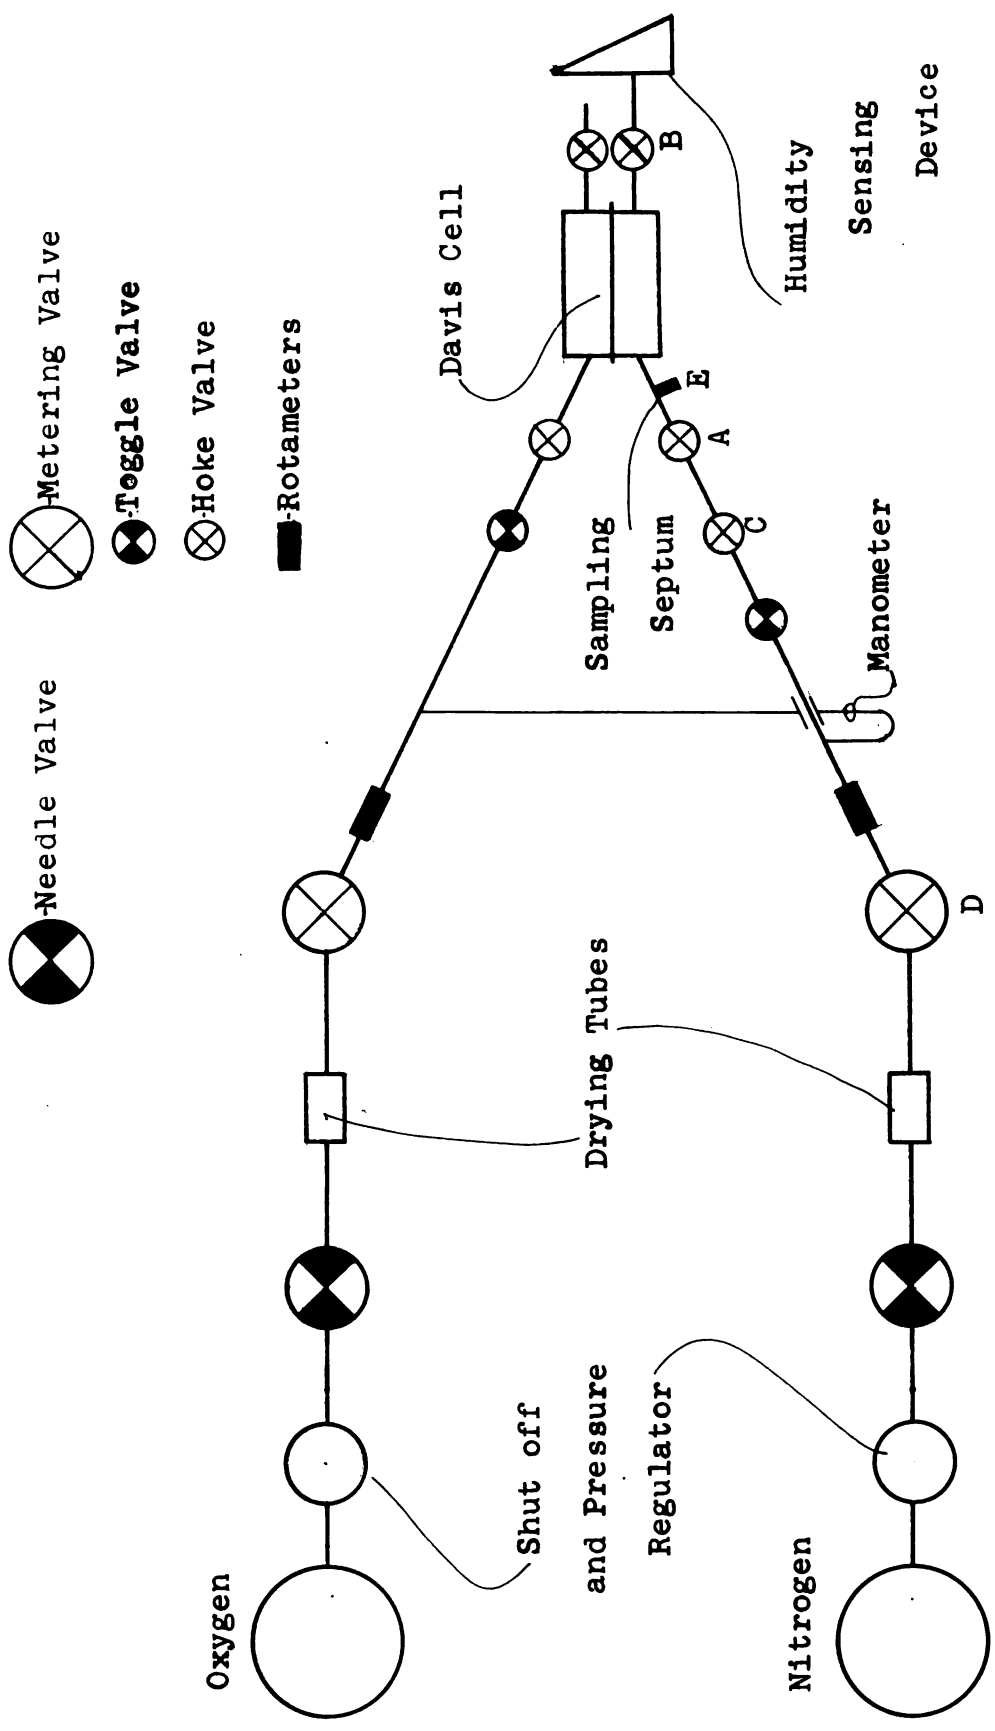 Needle Valve
-Metering Valve
-Toggle Valve
-Hoke Valve
-Rotameters
Oxygen
Shut off
and Pressure
Regulator
Nitrogen
Drying Tubes
D
Manometer
Sampling
Septum
C
A
E
Davis Cell
B
Humidity
Sensing
Device